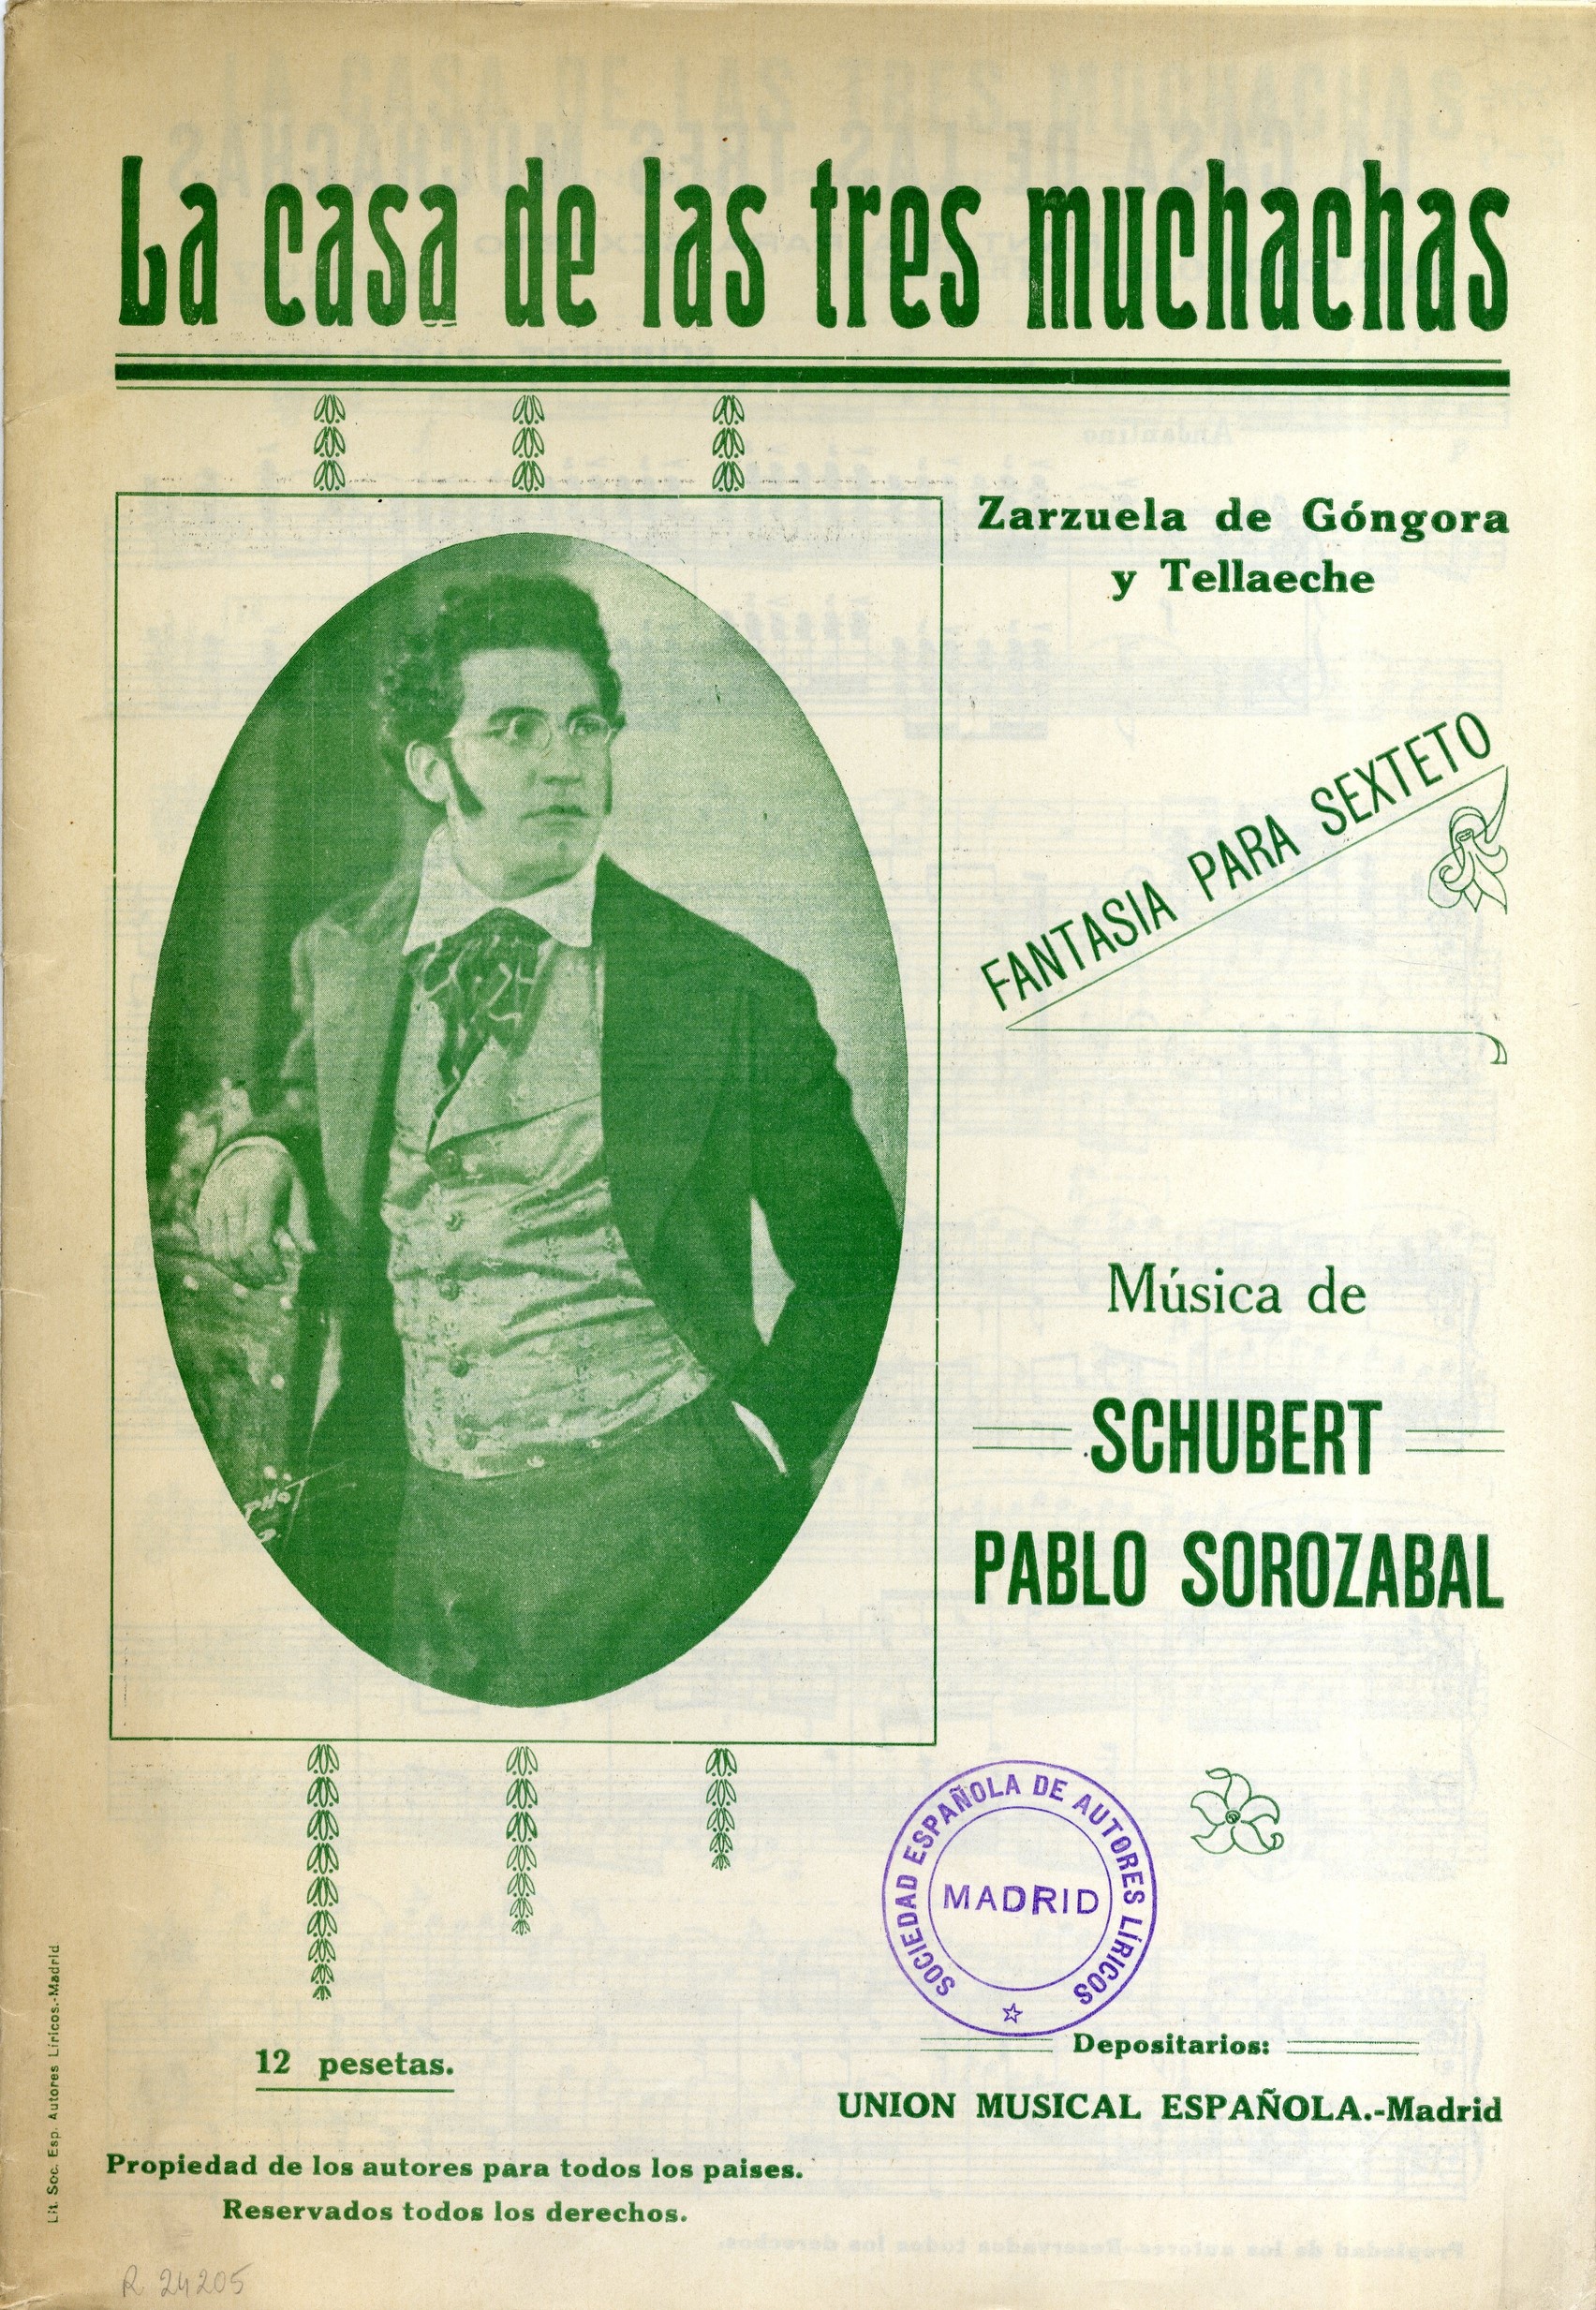 La casa de las tres muchachas
Zarzuela de Góngora
y Tellaeche
FANTASIA PARA SEXTETO
Música de
SCHUBERT
PABLO SOROZABAL
PHOT
SOCIEDAD ESPAÑOLA DE AUTORES LÍRICOS
MADRID
12 pesetas.
Depositarios:
UNION MUSICAL ESPAÑOLA.-Madrid
Propiedad de los autores para todos los paises.
Reservados todos los derechos.
Lit. Soc. Esp. Autores Líricos.-Madrid
R 24205